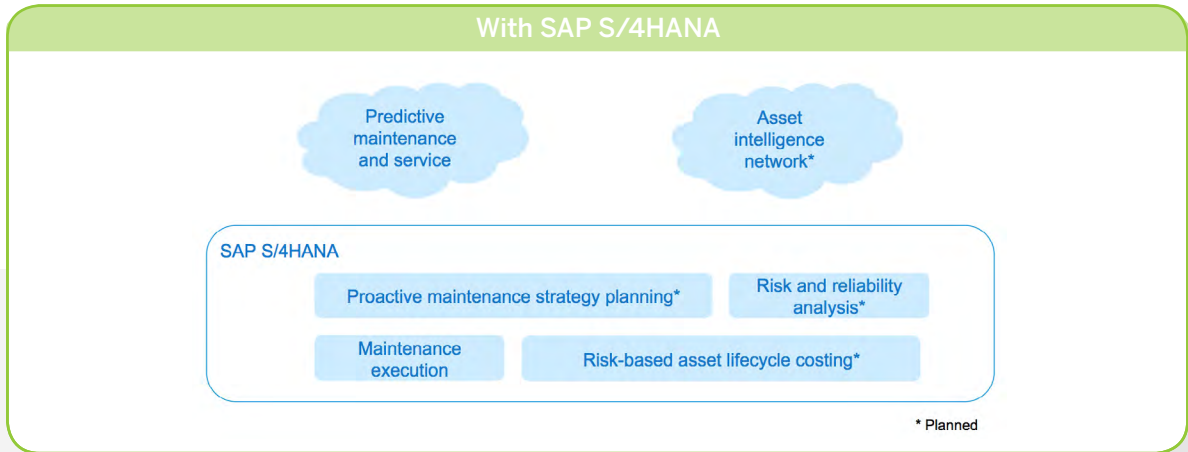 With SAP S/4HANA
Predictive
maintenance
and service
Asset
intelligence
network*
SAP S/4HANA
Proactive maintenance strategy planning*
Risk and reliability
analysis*
Maintenance
execution
Risk-based asset lifecycle costing*
* Planned